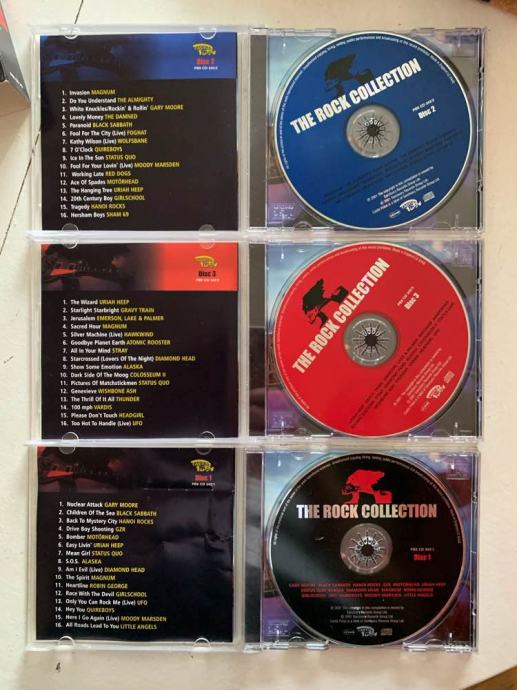 Disc 2
PBX CD 440/2
1. Invasion MAGNUM
2. Do You Understand THE ALMIGHTY
3. White Knuckles/Rockin' & Rollin' GARY MOORE
4. Lovely Money THE DAMNED
5. Paranoid BLACK SABBATH
6. Fool For The City (Live) FOGHAT
7. Kathy Wilson (Live) WOLFSBANE
8. 7 O'Clock QUIREBOYS
9. Ice In The Sun STATUS QUO
10. Fool For Your Lovin' (Live) MOODY MARSDEN
11. Working Late RED DOGS
12. Ace Of Spades MOTÖRHEAD
13. The Hanging Tree URIAH HEEP
14. 20th Century Boy GIRLSCHOOL
15. Tragedy HANOI ROCKS
16. Hersham Boys SHAM 69
THE ROCK COLLECTION
Disc 2
Disc 3
1. The Wizard URIAH HEEP
2. Starlight Starbright GRAVY TRAIN
3. Jerusalem EMERSON, LAKE & PALMER
4. Sacred Hour MAGNUM
5. Silver Machine (Live) HAWKWIND
6. Goodbye Planet Earth ATOMIC ROOSTER
7. All In Your Mind STRAY
8. Starcrossed (Lovers Of The Night) DIAMOND HEAD
9. Show Some Emotion ALASKA
10. Dark Side Of The Moog COLOSSEUM II
11. Pictures Of Matchstickmen STATUS QUO
12. Genevieve WISHBONE ASH
13. The Thrill Of It All THUNDER
14. 100 mph VARDIS
15. Please Don't Touch HEADGIRL
16. Too Hot To Handle (Live) UFO
THE ROCK COLLECTION
Disc 3
Disc 1
1. Nuclear Attack GARY MOORE
2. Children Of The Sea BLACK SABBATH
3. Back To Mystery City HANOI ROCKS
4. Drive Boy Shooting GZR
5. Bomber MOTÖRHEAD
6. Easy Livin' URIAH HEEP
7. Mean Girl STATUS QUO
8. S.O.S. ALASKA
9. Am I Evil (Live) DIAMOND HEAD
10. The Spirit MAGNUM
11. Heartline ROBIN GEORGE
12. Race With The Devil GIRLSCHOOL
13. Only You Can Rock Me (Live) UFO
14. Hey You QUIREBOYS
15. Here I Go Again (Live) MOODY MARSDEN
16. All Roads Lead To You LITTLE ANGELS
THE ROCK COLLECTION
Disc 1